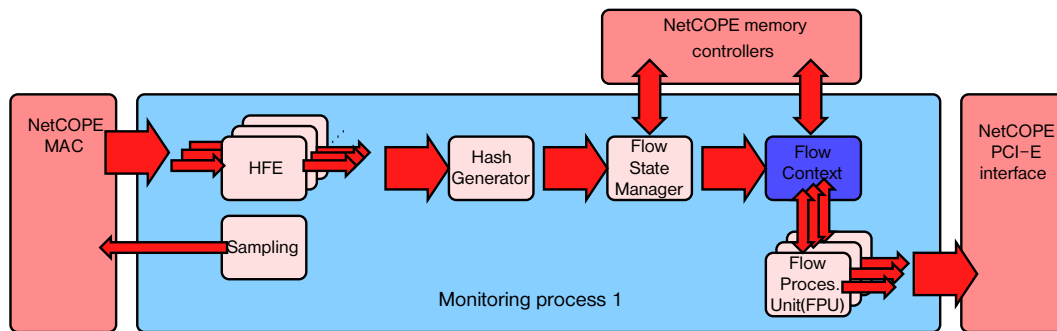 NetCOPE memory
controllers
NetCOPE
MAC
HFE
Hash
Generator
Flow
State
Manager
Flow
Context
NetCOPE
PCI−E
interface
Sampling
Flow
Proces.
Unit(FPU)
Monitoring process 1